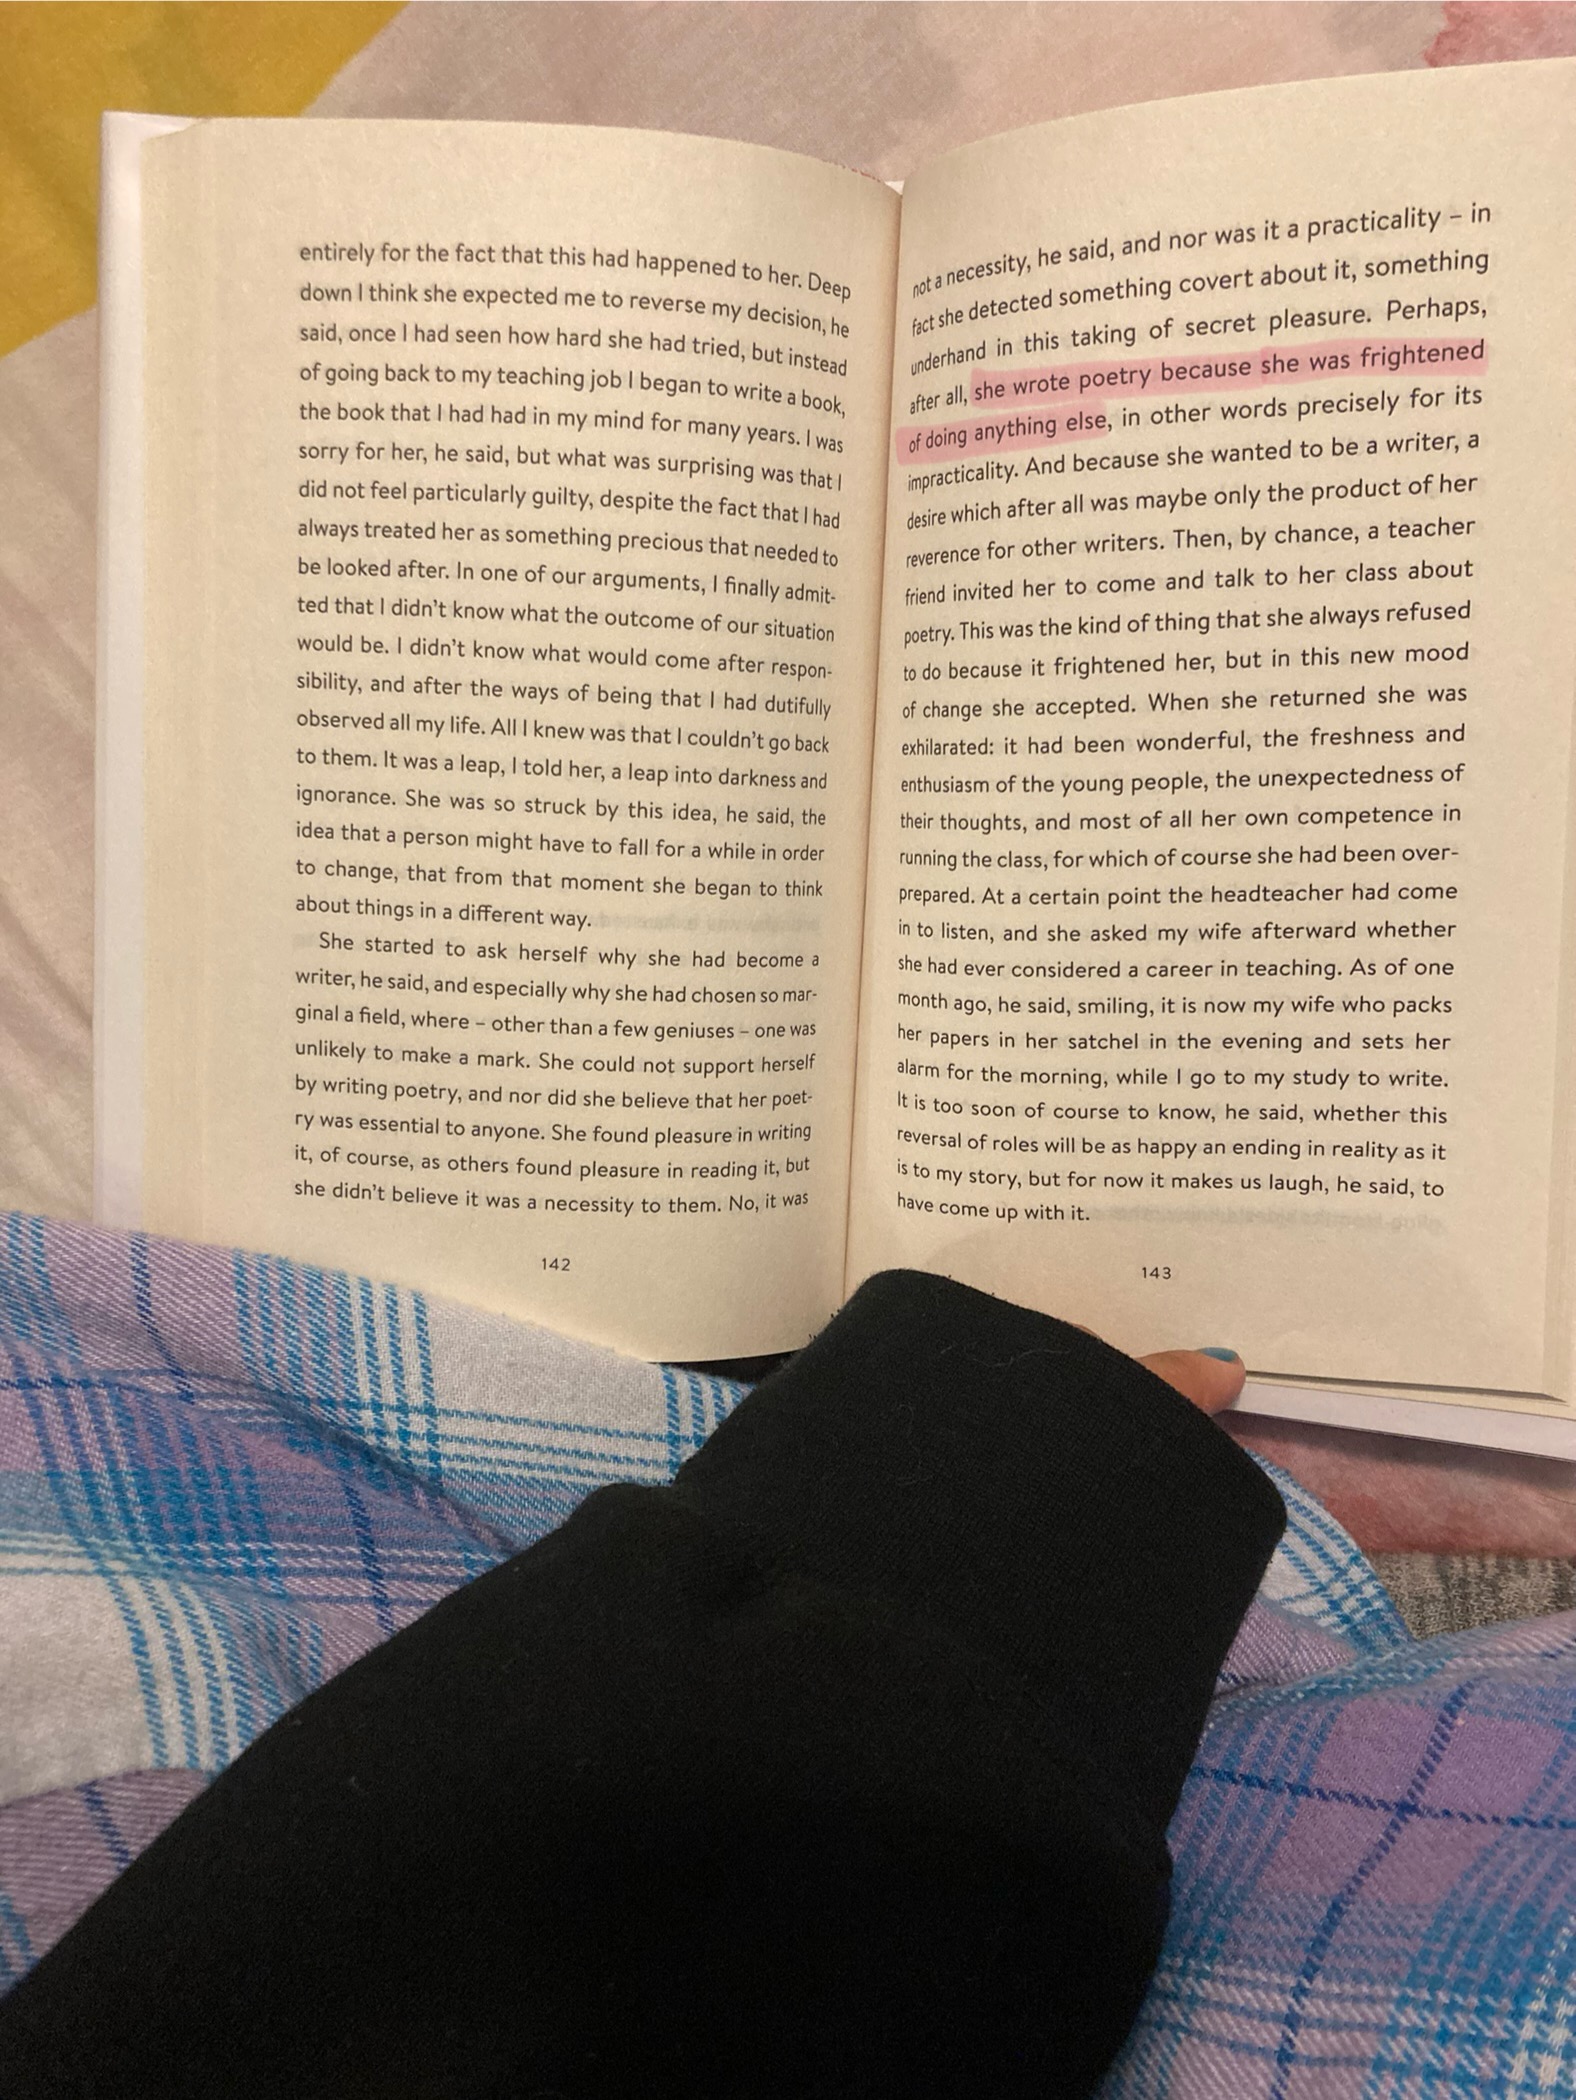 entirely for the fact that this had happened to her. Deep
down I think she expected me to reverse my decision, he
said, once I had seen how hard she had tried, but instead
of going back to my teaching job I began to write a book,
the book that I had had in my mind for many years. I was
sorry for her, he said, but what was surprising was that I
did not feel particularly guilty, despite the fact that I had
always treated her as something precious that needed to
be looked after. In one of our arguments, I finally admit-
ted that I didn't know what the outcome of our situation
would be. I didn't know what would come after respon-
sibility, and after the ways of being that I had dutifully
observed all my life. All I knew was that I couldn't go back
to them. It was a leap, I told her, a leap into darkness and
ignorance. She was so struck by this idea, he said, the
idea that a person might have to fall for a while in order
to change, that from that moment she began to think
about things in a different way.
She started to ask herself why she had become a
writer, he said, and especially why she had chosen so mar-
ginal a field, where – other than a few geniuses – one was
unlikely to make a mark. She could not support herself
by writing poetry, and nor did she believe that her poet-
ry was essential to anyone. She found pleasure in writing
it, of course, as others found pleasure in reading it, but
she didn't believe it was a necessity to them. No, it was
142
not a necessity, he said, and nor was it a practicality – in
fact she detected something covert about it, something
underhand in this taking of secret pleasure. Perhaps,
after all, she wrote poetry because she was frightened
of doing anything else, in other words precisely for its
impracticality. And because she wanted to be a writer, a
desire which after all was maybe only the product of her
reverence for other writers. Then, by chance, a teacher
friend invited her to come and talk to her class about
poetry. This was the kind of thing that she always refused
to do because it frightened her, but in this new mood
of change she accepted. When she returned she was
exhilarated: it had been wonderful, the freshness and
enthusiasm of the young people, the unexpectedness of
their thoughts, and most of all her own competence in
running the class, for which of course she had been over-
prepared. At a certain point the headteacher had come
in to listen, and she asked my wife afterward whether
she had ever considered a career in teaching. As of one
month ago, he said, smiling, it is now my wife who packs
her papers in her satchel in the evening and sets her
alarm for the morning, while I go to my study to write.
It is too soon of course to know, he said, whether this
reversal of roles will be as happy an ending in reality as it
is to my story, but for now it makes us laugh, he said, to
have come up with it.
143